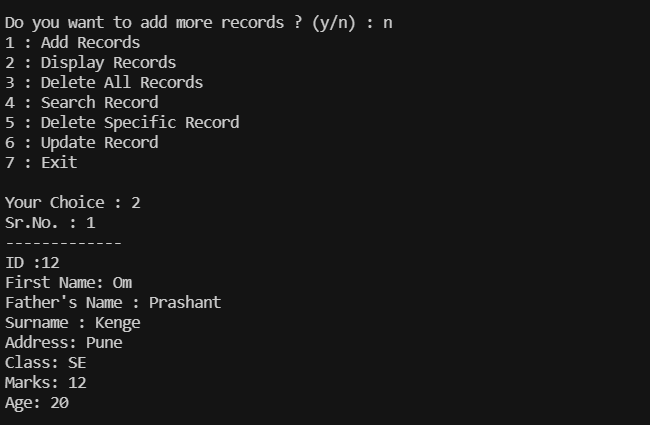 Do you want to add more records ? (y/n) : n
1 : Add Records
2 : Display Records
3 : Delete All Records
4 : Search Record
5 : Delete Specific Record
6 : Update Record
7 : Exit
Your Choice : 2
Sr.No. : 1
-------------
ID :12
First Name: Om
Father's Name : Prashant
Surname : Kenge
Address: Pune
Class: SE
Marks: 12
Age: 20